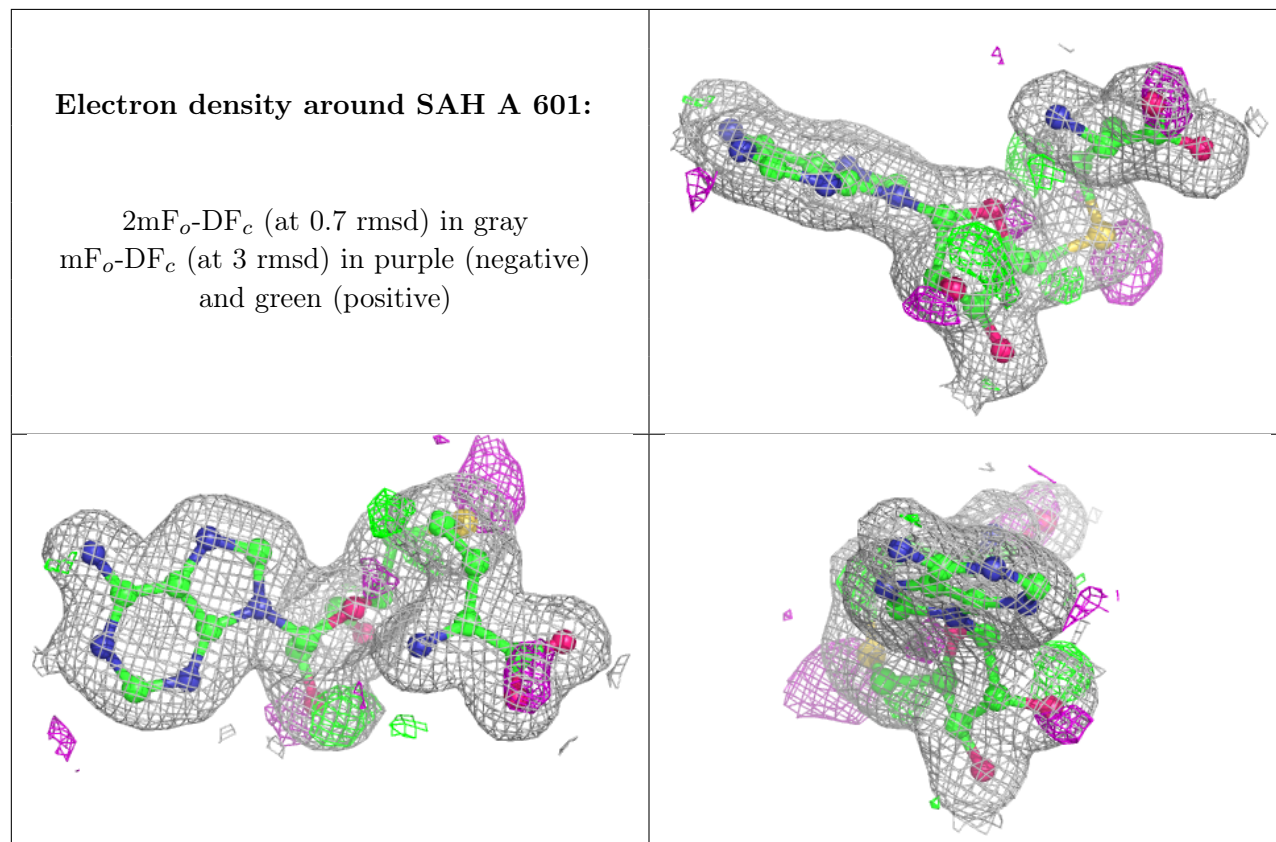 Electron density around SAH A 601:
2mFo-DFc (at 0.7 rmsd) in gray
mFo-DFc (at 3 rmsd) in purple (negative)
and green (positive)